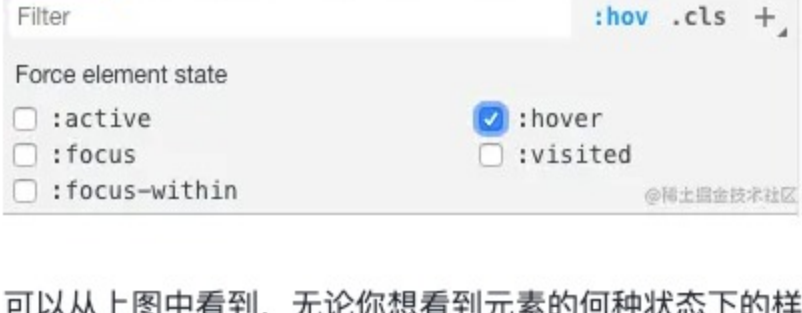 Filter :hov .cls +
Force element state
:active :hover
:focus :visited
:focus-within
@稀土掘金技术社区
可以从上图中看到，无论你想看到元素的何种状态下的样